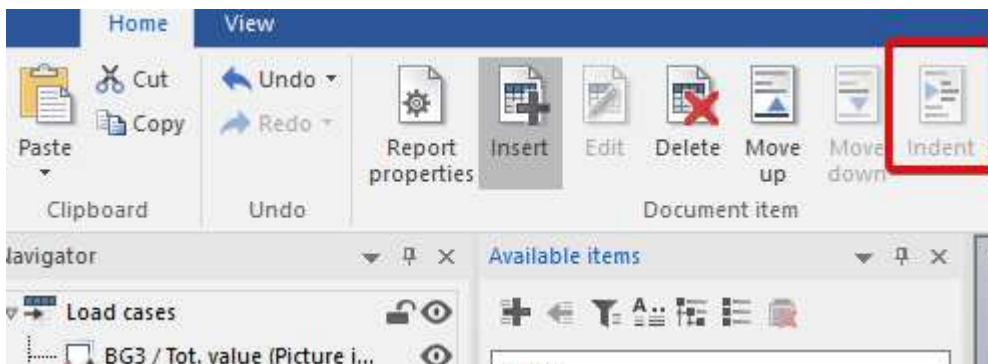 Home View
Cut
Copy
Paste
Undo
Redo
Report properties
Insert
Edit
Delete
Move up
Move down
Indent
Clipboard
Undo
Document item
Navigator
Available items
Load cases
BG3 / Tot. value (Picture i...